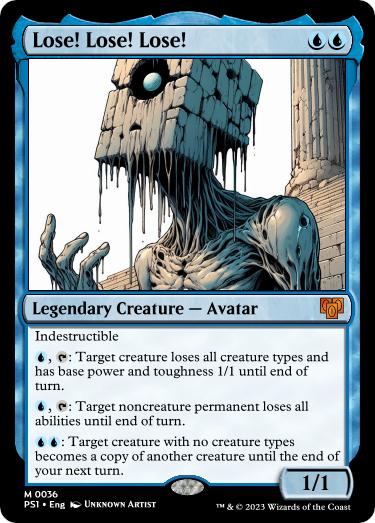 Lose! Lose! Lose!
Legendary Creature — Avatar
Indestructible
, : Target creature loses all creature types and
has base power and toughness 1/1 until end of
turn.
, : Target noncreature permanent loses all
abilities until end of turn.
: Target creature with no creature types
becomes a copy of another creature until the end of
your next turn.
1/1
M 0036
PS1 • Eng Unknown Artist
™ & © 2023 Wizards of the Coast